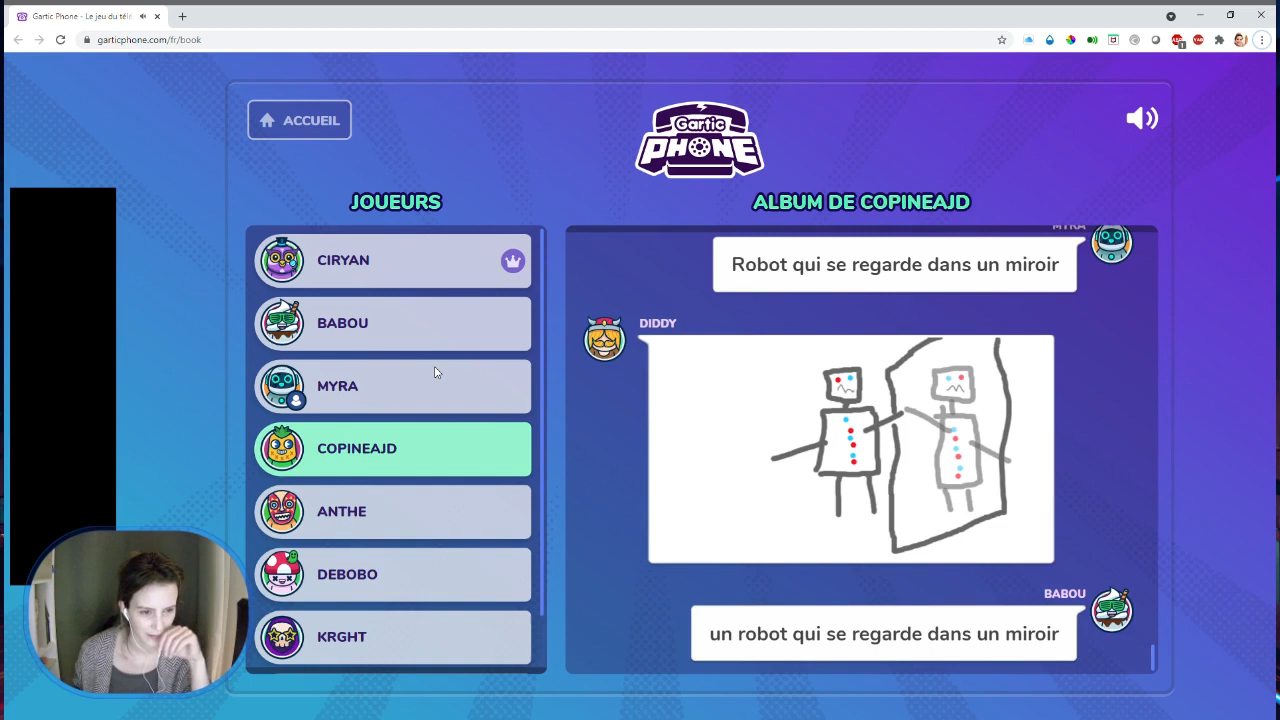 Gartic Phone - Le jeu du télé
garticphone.com/fr/book
ACCUEIL
Gartic
PHONE
JOUEURS
ALBUM DE COPINEAJD
CIRYAN
BABOU
MYRA
COPINEAJD
ANTHE
DEBOBO
KRGHT
MYRA
Robot qui se regarde dans un miroir
DIDDY
BABOU
un robot qui se regarde dans un miroir